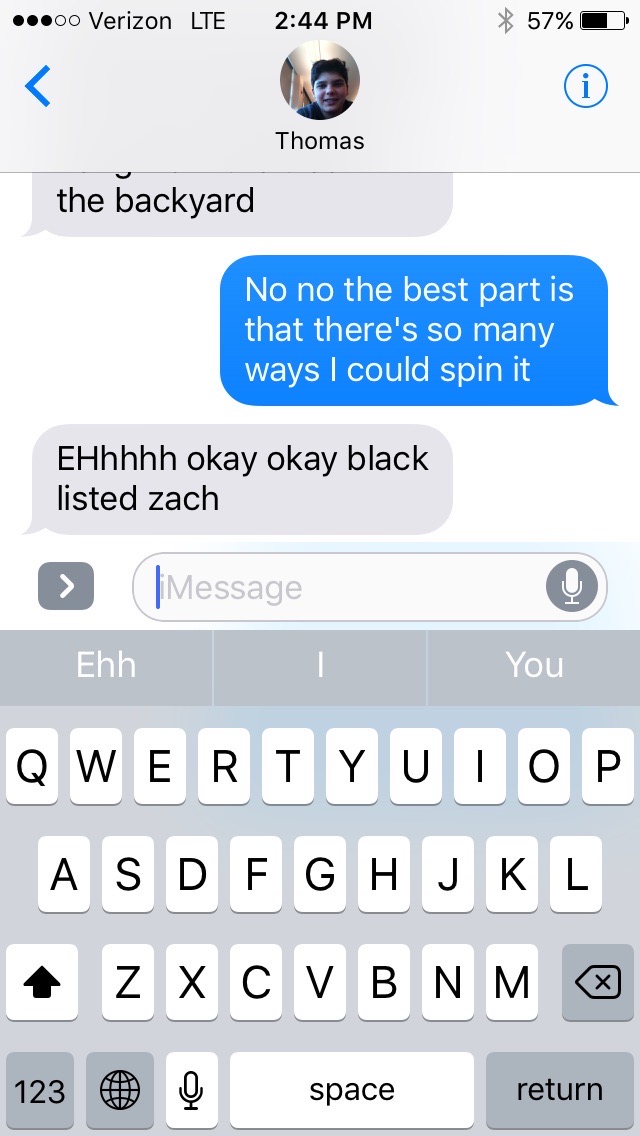 Verizon LTE 2:44 PM 57%
Thomas
the backyard
No no the best part is
that there's so many
ways I could spin it
EHhhhh okay okay black
listed zach
iMessage
Ehh I You
Q W E R T Y U I O P
A S D F G H J K L
Z X C V B N M
123 space return